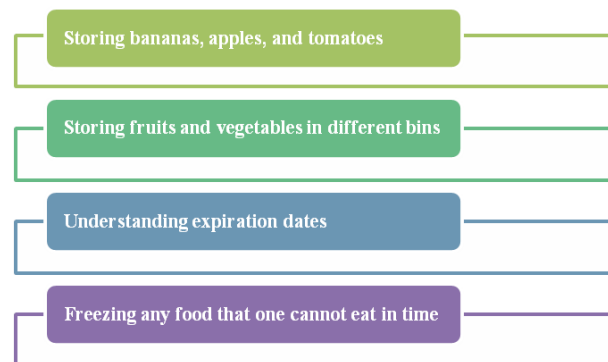 Storing bananas, apples, and tomatoes
Storing fruits and vegetables in different bins
Understanding expiration dates
Freezing any food that one cannot eat in time